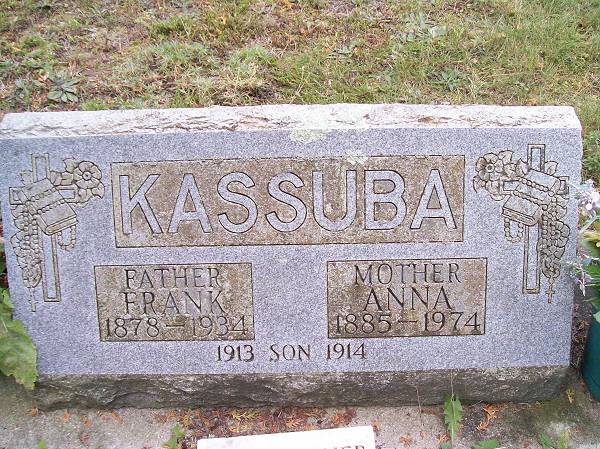 KASSUBA
FATHER
FRANK
1878–1934
MOTHER
ANNA
1885–1974
1913 SON 1914